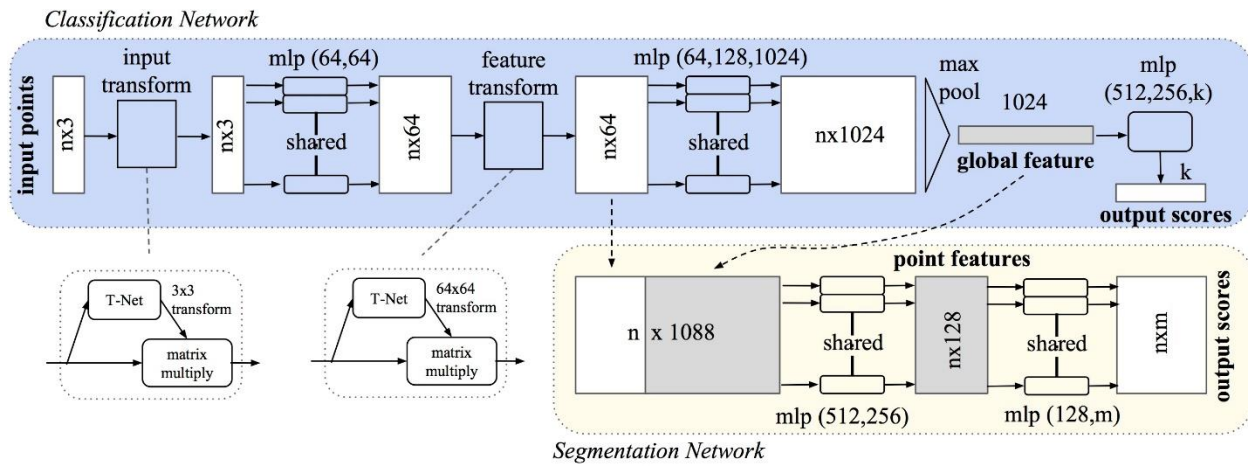 Classification Network
input points
nx3
input
transform
nx3
mlp (64,64)
shared
nx64
feature
transform
nx64
mlp (64,128,1024)
shared
nx1024
max
pool
1024
global feature
mlp
(512,256,k)
k
output scores
T-Net
3x3
transform
matrix
multiply
T-Net
64x64
transform
matrix
multiply
n x 1088
shared
mlp (512,256)
point features
nx128
shared
mlp (128,m)
nxm
output scores
Segmentation Network